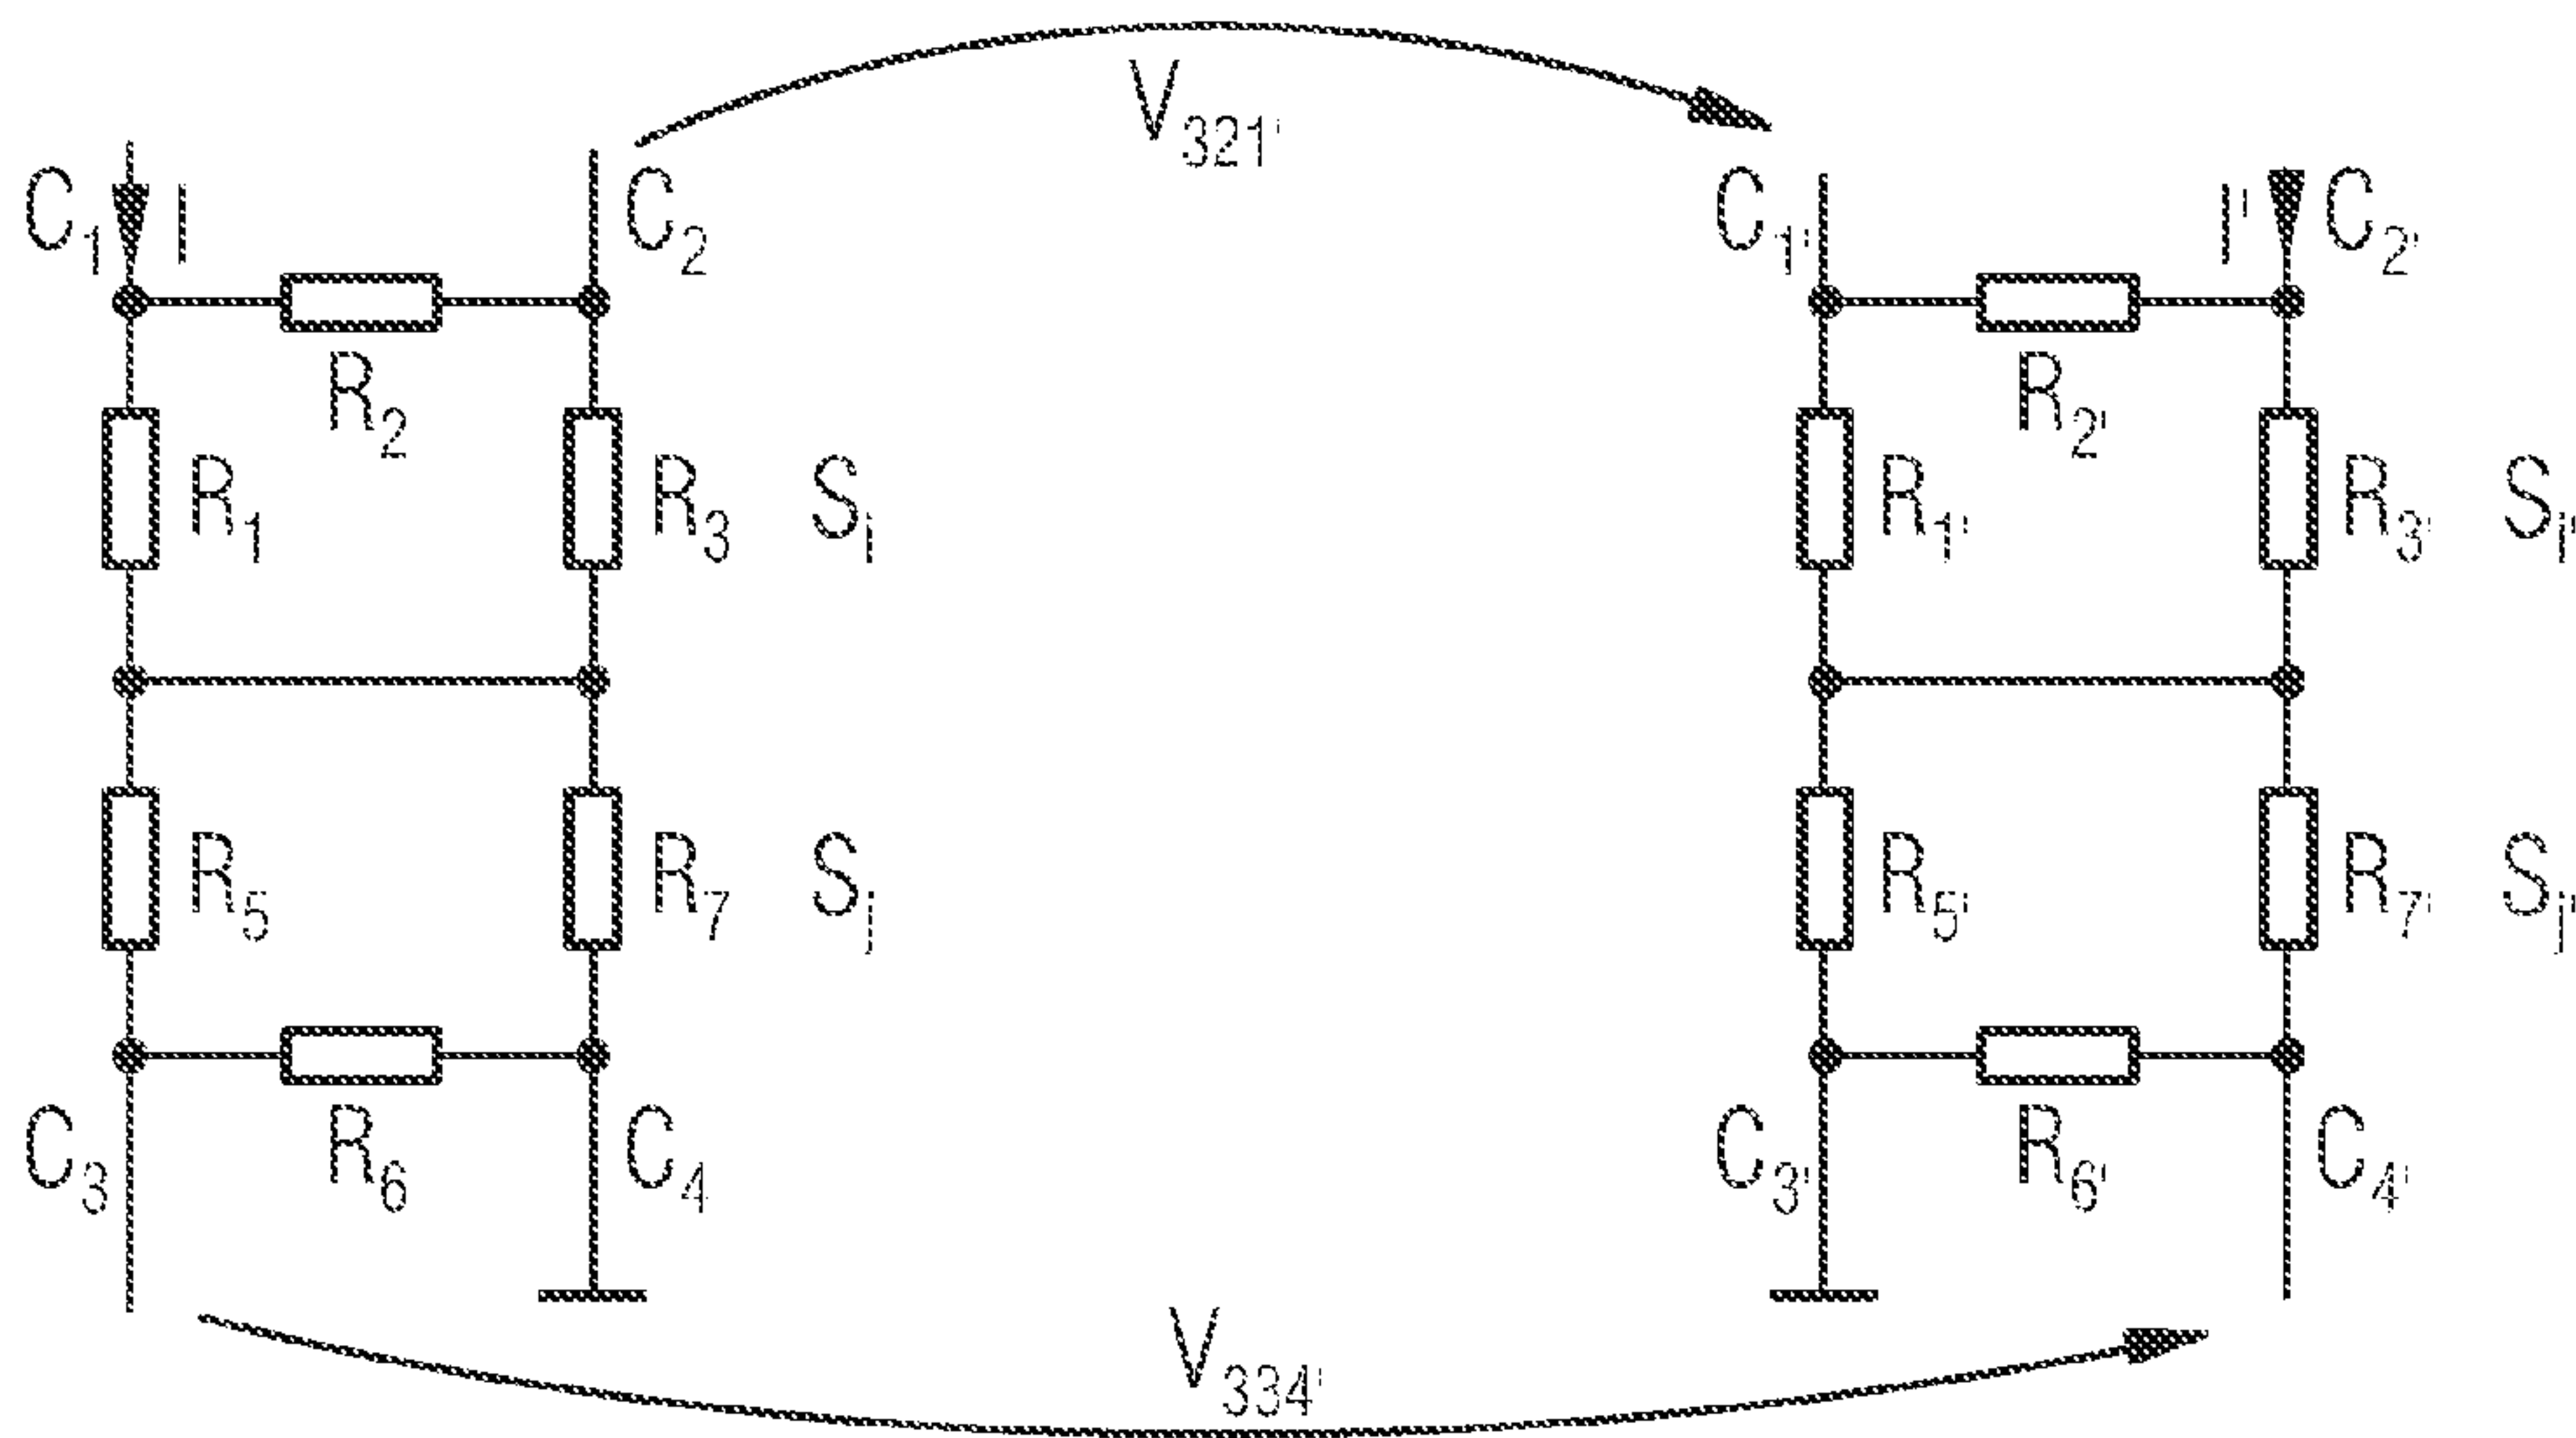 V321'
C1 I C2 C1' I' C2'
R2 R2'
R1 R3 Si R1' R3' Si'
R5 R7 Sj R5' R7' Sj'
C3 R6 C4 C3' R6' C4'
V334'